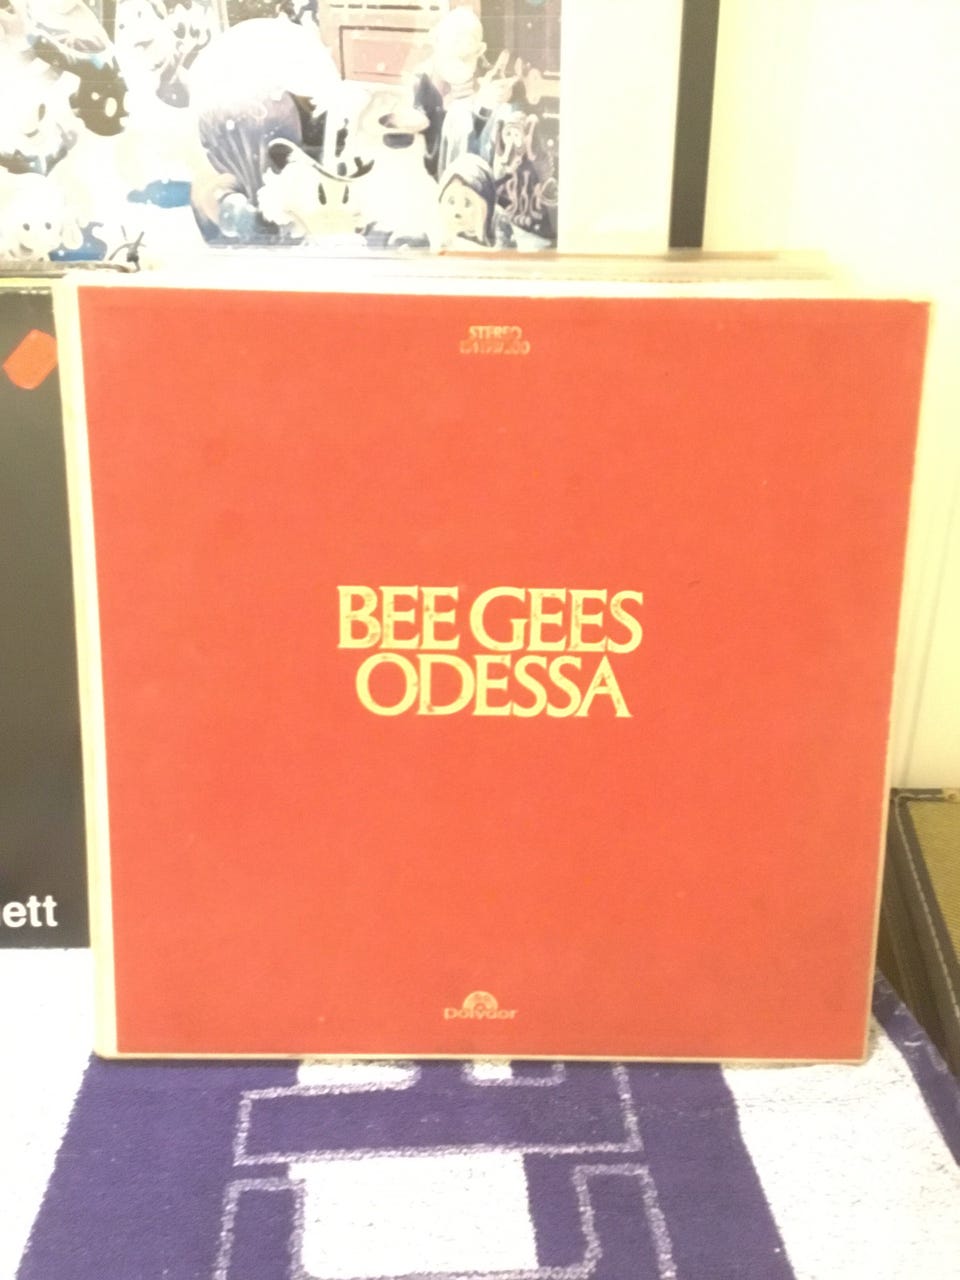 STEREO
BEE GEES
ODESSA
polydor
ett